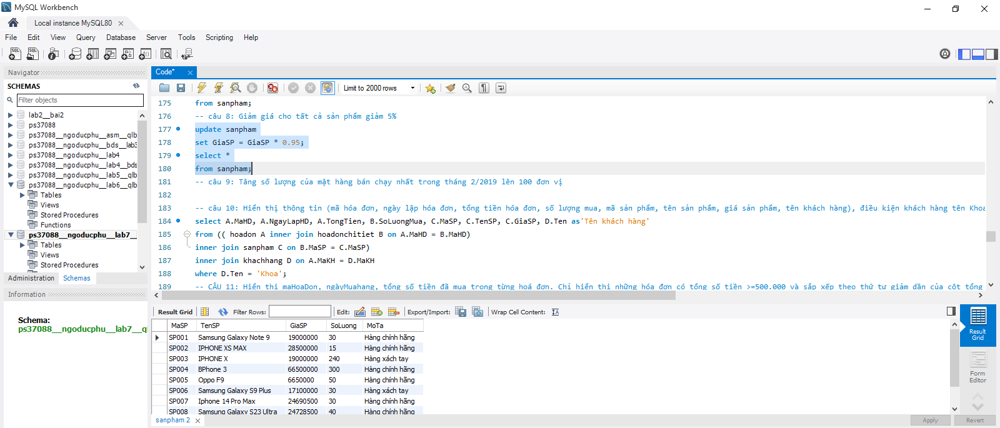 MySQL Workbench
Local instance MySQL80
File Edit View Query Database Server Tools Scripting Help
Navigator
SCHEMAS
Filter objects
lab2__bai2
ps37088
ps37088__ngoducphu__asm__qlb
ps37088__ngoducphu__bds__lab3
ps37088__ngoducphu__lab4
ps37088__ngoducphu__lab4__bds
ps37088__ngoducphu__lab5__qlb
ps37088__ngoducphu__lab6__qlb
Tables
Views
Stored Procedures
Functions
ps37088__ngoducphu__lab7__
Tables
Views
Stored Procedures
Administration Schemas
Information
Schema:
ps37088__ngoducphu__lab7__q
Code*
Limit to 2000 rows
175 from sanpham;
176 -- câu 8: Giảm giá cho tất cả sản phẩm giảm 5%
177 update sanpham
178 set GiaSP = GiaSP * 0.95;
179 select *
180 from sanpham;
181 -- câu 9: Tăng số lượng của mặt hàng bán chạy nhất trong tháng 2/2019 lên 100 đơn vị
182
183 -- câu 10: Hiển thị thông tin (mã hóa đơn, ngày lập hóa đơn, tổng tiền hóa đơn, số lượng mua, mã sản phẩm, tên sản phẩm, giá sản phẩm, tên khách hàng), điều kiện khách hàng tên Khoa
184 select A.MaHD, A.NgayLapHD, A.TongTien, B.SoLuongMua, C.MaSP, C.TenSP, C.GiaSP, D.Ten as'Tên khách hàng'
185 from (( hoadon A inner join hoadonchitiet B on A.MaHD = B.MaHD)
186 inner join sanpham C on B.MaSP = C.MaSP)
187 inner join khachhang D on A.MaKH = D.MaKH
188 where D.Ten = 'Khoa';
189 -- CÂU 11: Hiển thị maHoaDon, ngàyMuahang, tổng số tiền đã mua trong từng hoá đơn. Chỉ hiển thị những hóa đơn có tổng số tiền >=500.000 và sắp xếp theo thứ tự giảm dần của cột tổng
Result Grid Filter Rows: Edit: Export/Import: Wrap Cell Content:
MaSP TenSP GiaSP SoLuong MoTa
SP001 Samsung Galaxy Note 9 19000000 30 Hàng chính hãng
SP002 IPHONE XS MAX 28500000 15 Hàng chính hãng
SP003 IPHONE X 19000000 240 Hàng xách tay
SP004 BPhone 3 66500000 300 Hàng chính hãng
SP005 Oppo F9 6650000 50 Hàng chính hãng
SP006 Samsung Galaxy S9 Plus 17100000 30 Hàng xách tay
SP007 Iphone 14 Pro Max 24690500 30 Hàng chính hãng
SP008 Samsung Galaxy S23 Ultra 24728500 40 Hàng chính hãng
Result
Grid
Form
Editor
sanpham 2
Apply Revert